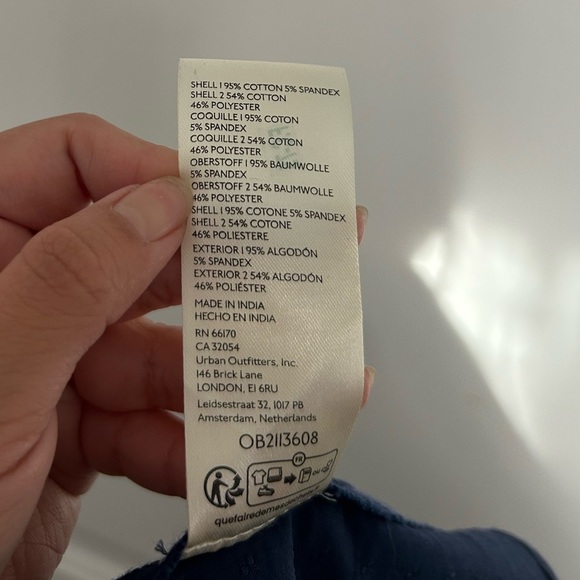 SHELL 1 95% COTTON 5% SPANDEX
SHELL 2 54% COTTON
46% POLYESTER
COQUILLE 1 95% COTON
5% SPANDEX
COQUILLE 2 54% COTON
46% POLYESTER
OBERSTOFF 1 95% BAUMWOLLE
5% SPANDEX
OBERSTOFF 2 54% BAUMWOLLE
46% POLYESTER
SHELL 1 95% COTONE 5% SPANDEX
SHELL 2 54% COTONE
46% POLIESTERE
EXTERIOR 1 95% ALGODÓN
5% SPANDEX
EXTERIOR 2 54% ALGODÓN
46% POLIÉSTER
MADE IN INDIA
HECHO EN INDIA
RN 66170
CA 32054
Urban Outfitters, Inc.
146 Brick Lane
LONDON, E1 6RU
Leidsestraat 32, 1017 PB
Amsterdam, Netherlands
OB2113608
FR
OU